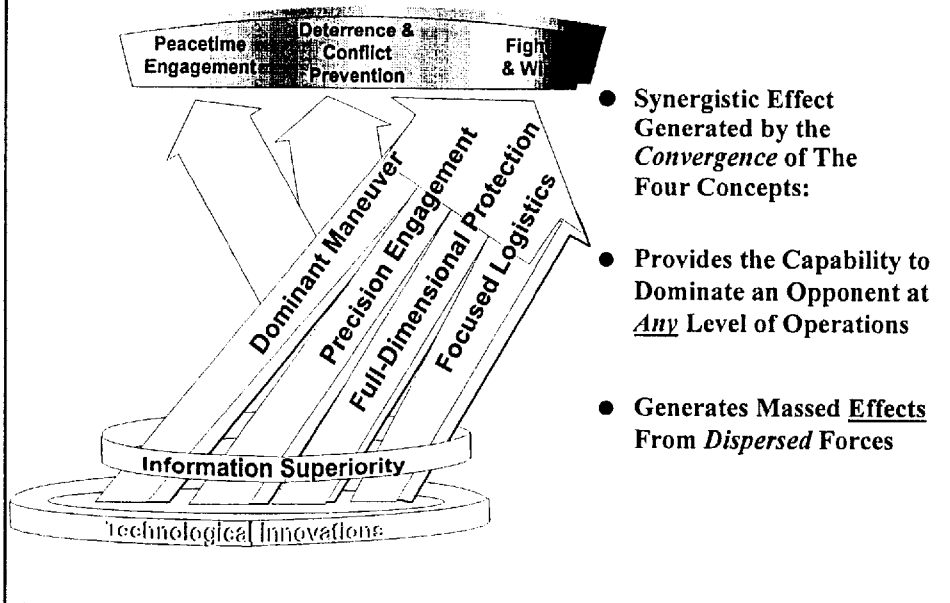 Peacetime
Engagement
Deterrence &
Conflict
Prevention
Figh
& Wi
Dominant Maneuver
Precision Engagement
Full-Dimensional Protection
Focused Logistics
Information Superiority
Technological Innovations
● Synergistic Effect
Generated by the
Convergence of The
Four Concepts:
● Provides the Capability to
Dominate an Opponent at
Any Level of Operations
● Generates Massed Effects
From Dispersed Forces